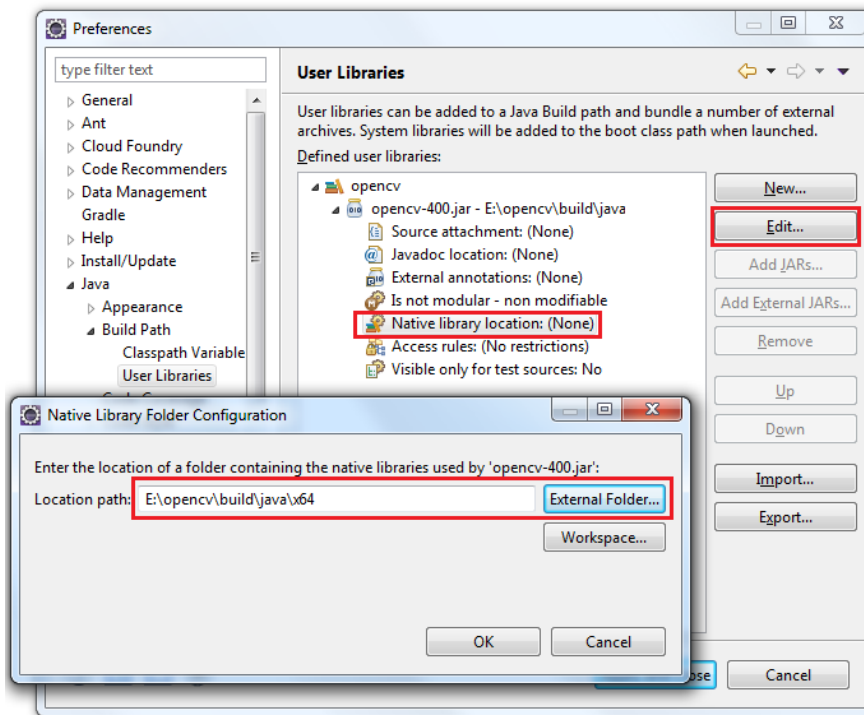 Preferences
type filter text
General
Ant
Cloud Foundry
Code Recommenders
Data Management
Gradle
Help
Install/Update
Java
Appearance
Build Path
Classpath Variable
User Libraries
User Libraries
User libraries can be added to a Java Build path and bundle a number of external
archives. System libraries will be added to the boot class path when launched.
Defined user libraries:
opencv
opencv-400.jar - E:\opencv\build\java
Source attachment: (None)
Javadoc location: (None)
External annotations: (None)
Is not modular - non modifiable
Native library location: (None)
Access rules: (No restrictions)
Visible only for test sources: No
New...
Edit...
Add JARs...
Add External JARs...
Remove
Up
Down
Import...
Export...
Native Library Folder Configuration
Enter the location of a folder containing the native libraries used by 'opencv-400.jar':
Location path: E:\opencv\build\java\x64 External Folder...
Workspace...
OK Cancel
Cancel